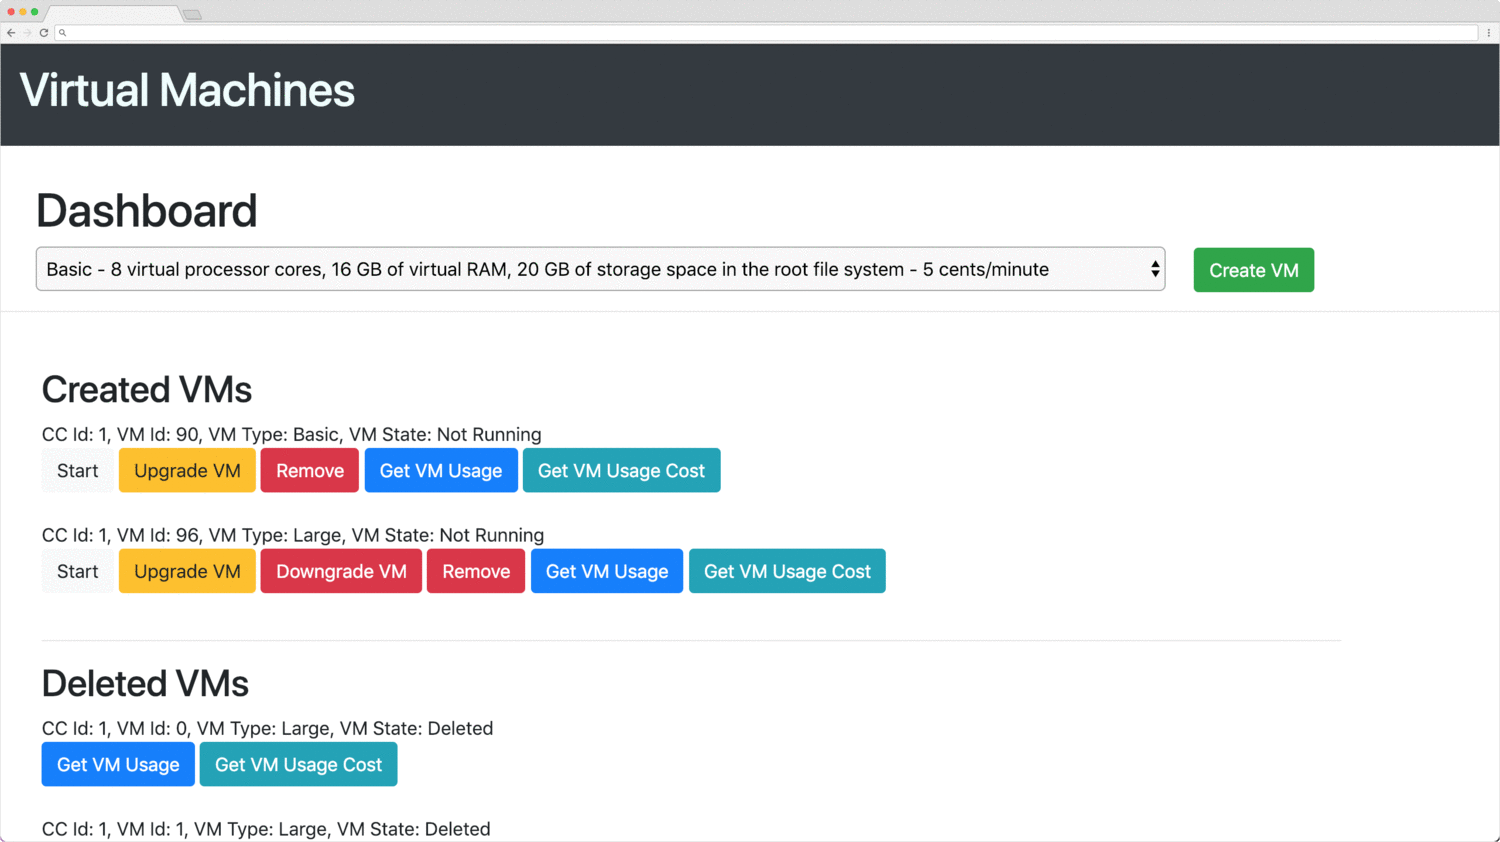 Virtual Machines
Dashboard
Basic - 8 virtual processor cores, 16 GB of virtual RAM, 20 GB of storage space in the root file system - 5 cents/minute
Create VM
Created VMs
CC Id: 1, VM Id: 90, VM Type: Basic, VM State: Not Running
Start Upgrade VM Remove Get VM Usage Get VM Usage Cost
CC Id: 1, VM Id: 96, VM Type: Large, VM State: Not Running
Start Upgrade VM Downgrade VM Remove Get VM Usage Get VM Usage Cost
Deleted VMs
CC Id: 1, VM Id: 0, VM Type: Large, VM State: Deleted
Get VM Usage Get VM Usage Cost
CC Id: 1, VM Id: 1, VM Type: Large, VM State: Deleted